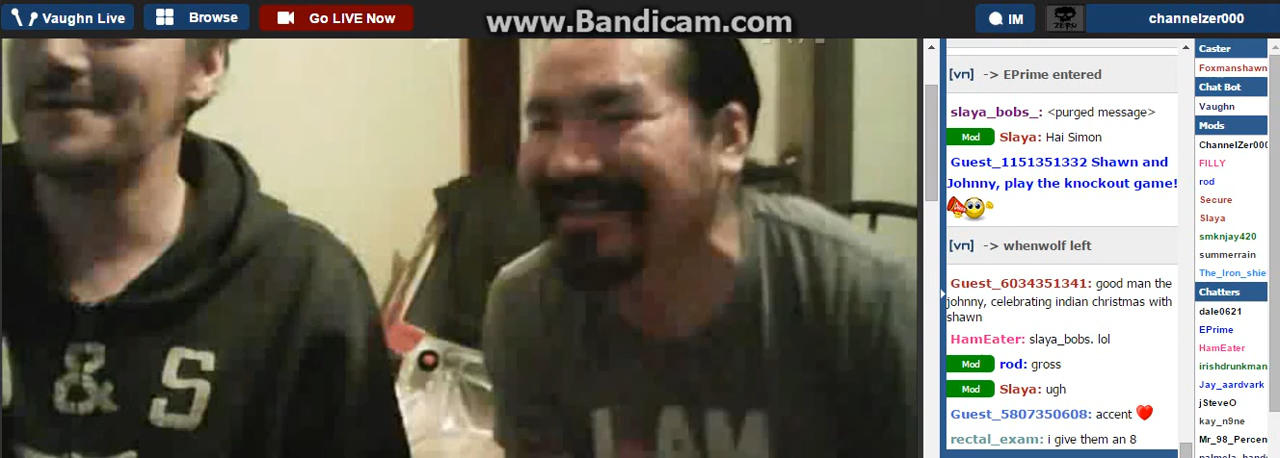 Vaughn Live
Browse
Go LIVE Now
www.Bandicam.com
IM
ZERO
channelzer000
& S
I AM
[vn] -> EPrime entered
slaya_bobs_: <purged message>
Mod Slaya: Hai Simon
Guest_1151351332 Shawn and
Johnny, play the knockout game!
[vn] -> whenwolf left
Guest_6034351341: good man the
johnny, celebrating indian christmas with
shawn
HamEater: slaya_bobs. lol
Mod rod: gross
Mod Slaya: ugh
Guest_5807350608: accent
rectal_exam: i give them an 8
Caster
Foxmanshawn
Chat Bot
Vaughn
Mods
ChannelZer000
FILLY
rod
Secure
Slaya
smknjay420
summerrain
The_Iron_shie
Chatters
dale0621
EPrime
HamEater
irishdrunkman
Jay_aardvark
jSteveO
kay_n9ne
Mr_98_Percen